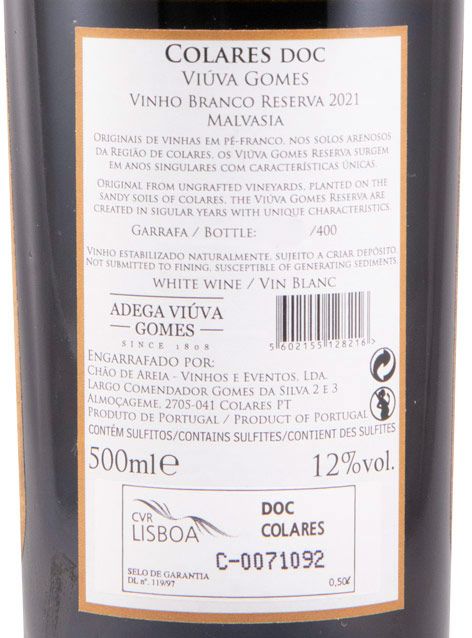 COLARES DOC
VIÚVA GOMES
VINHO BRANCO RESERVA 2021
MALVASIA
ORIGINAIS DE VINHAS EM PÉ-FRANCO, NOS SOLOS ARENOSOS
DA REGIÃO DE COLARES, OS VIÚVA GOMES RESERVA SURGEM
EM ANOS SINGULARES COM CARACTERÍSTICAS ÚNICAS.
ORIGINAL FROM UNGRAFTED VINEYARDS, PLANTED ON THE
SANDY SOILS OF COLARES, THE VIÚVA GOMES RESERVA ARE
CREATED IN SIGULAR YEARS WITH UNIQUE CHARACTERISTICS.
GARRAFA / BOTTLE: /400
VINHO ESTABILIZADO NATURALMENTE, SUJEITO A CRIAR DEPÓSITO.
NOT SUBMITTED TO FINING, SUSCEPTIBLE OF GENERATING SEDIMENTS.
WHITE WINE / VIN BLANC
ADEGA VIÚVA
GOMES
SINCE 1808
5602155128216
ENGARRAFADO POR:
CHÃO DE AREIA - VINHOS E EVENTOS, LDA.
LARGO COMENDADOR GOMES DA SILVA 2 E 3
ALMOÇAGEME, 2705-041 COLARES PT
PRODUTO DE PORTUGAL / PRODUCT OF PORTUGAL
CONTÉM SULFITOS/CONTAINS SULFITES/CONTIENT DES SULFITES
500ml℮ 12%vol.
CVR
LISBOA
DOC
COLARES
C-0071092
SELO DE GARANTIA
DL nº. 119/97
0,50ℓ